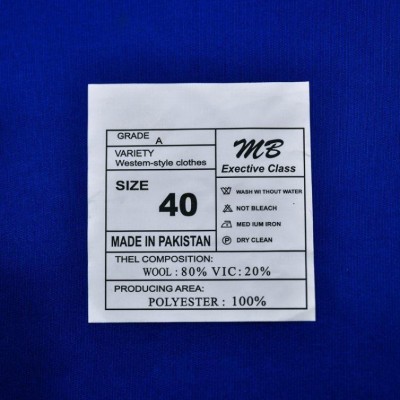 GRADE A
VARIETY
Western-style clothes
SIZE
40
MADE IN PAKISTAN
MB
Exective Class
WASH WI THOUT WATER
NOT BLEACH
MED IUM IRON
P DRY CLEAN
THEL COMPOSITION:
WOOL : 80% VIC: 20%
PRODUCING AREA:
POLYESTER : 100%